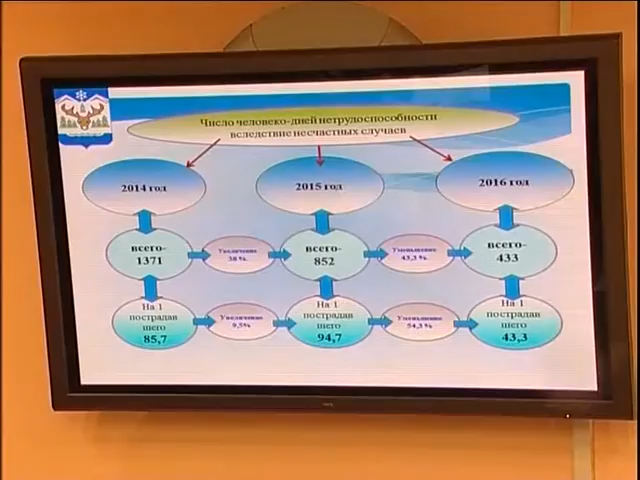 Число человеко-дней нетрудоспособности
вследствие несчастных случаев
2014 год
2015 год
2016 год
всего-
1371
Увеличение
38 %
всего-
852
Уменьшение
43,3 %
всего-
433
На 1
пострадав
шего
85,7
Увеличение
9,5%
На 1
пострадав
шего
94,7
Уменьшение
54,3 %
На 1
пострадав
шего
43,3